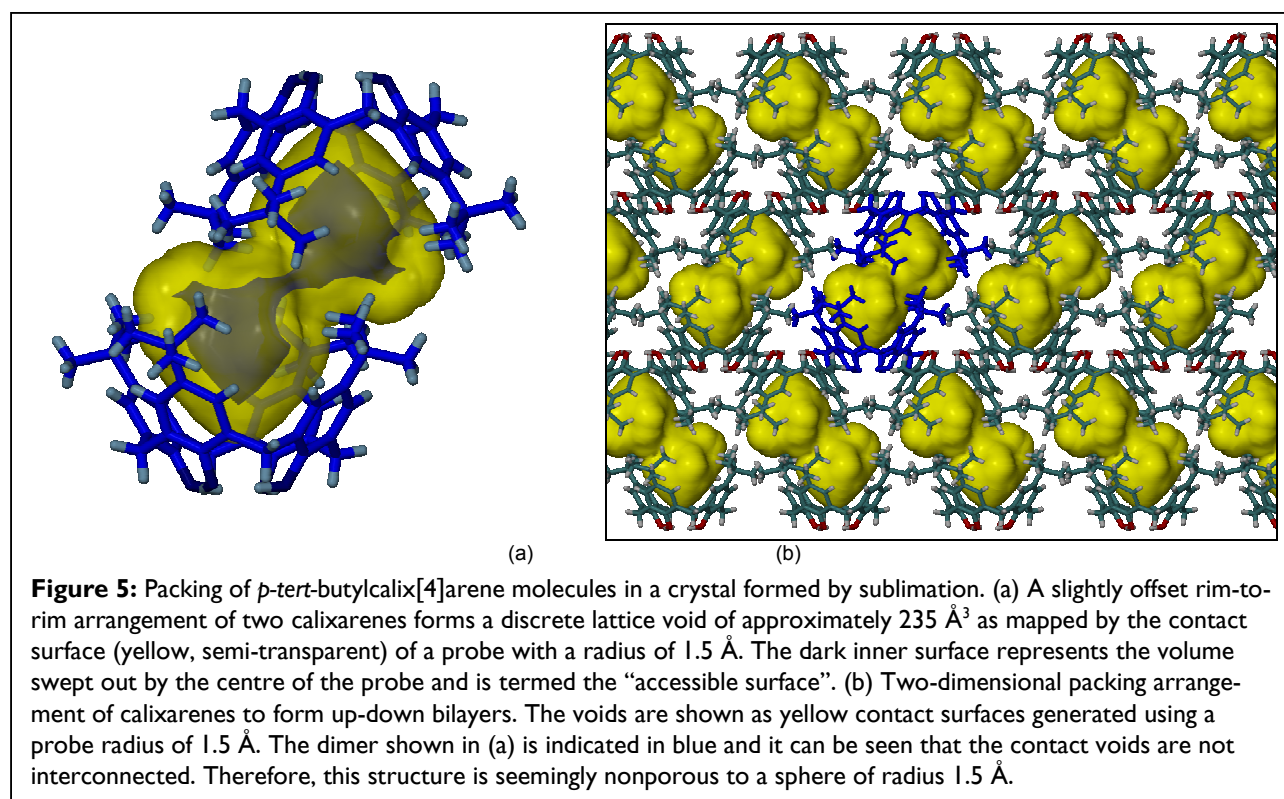 (a)
(b)
Figure 5: Packing of p-tert-butylcalix[4]arene molecules in a crystal formed by sublimation. (a) A slightly offset rim-to-
rim arrangement of two calixarenes forms a discrete lattice void of approximately 235 Å³ as mapped by the contact
surface (yellow, semi-transparent) of a probe with a radius of 1.5 Å. The dark inner surface represents the volume
swept out by the centre of the probe and is termed the “accessible surface”. (b) Two-dimensional packing arrange-
ment of calixarenes to form up-down bilayers. The voids are shown as yellow contact surfaces generated using a
probe radius of 1.5 Å. The dimer shown in (a) is indicated in blue and it can be seen that the contact voids are not
interconnected. Therefore, this structure is seemingly nonporous to a sphere of radius 1.5 Å.